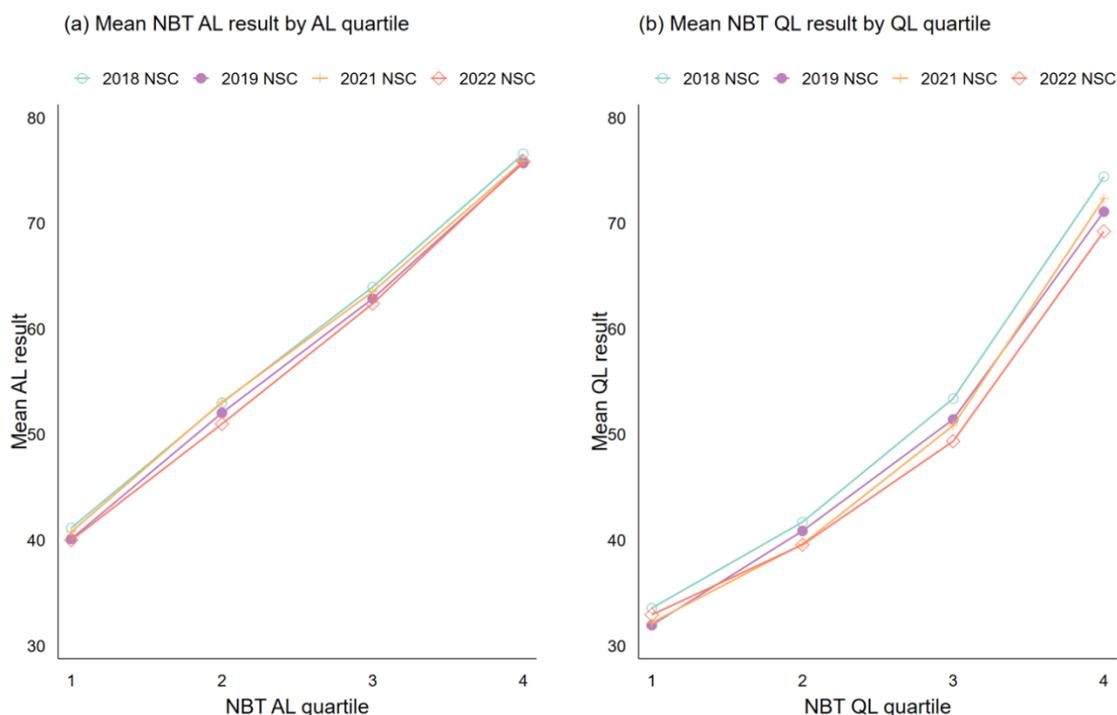 (a) Mean NBT AL result by AL quartile
2018 NSC 2019 NSC 2021 NSC 2022 NSC
80
70
60
50
40
30
Mean AL result
1 2 3 4
NBT AL quartile
(b) Mean NBT QL result by QL quartile
2018 NSC 2019 NSC 2021 NSC 2022 NSC
80
70
60
50
40
30
Mean QL result
1 2 3 4
NBT QL quartile